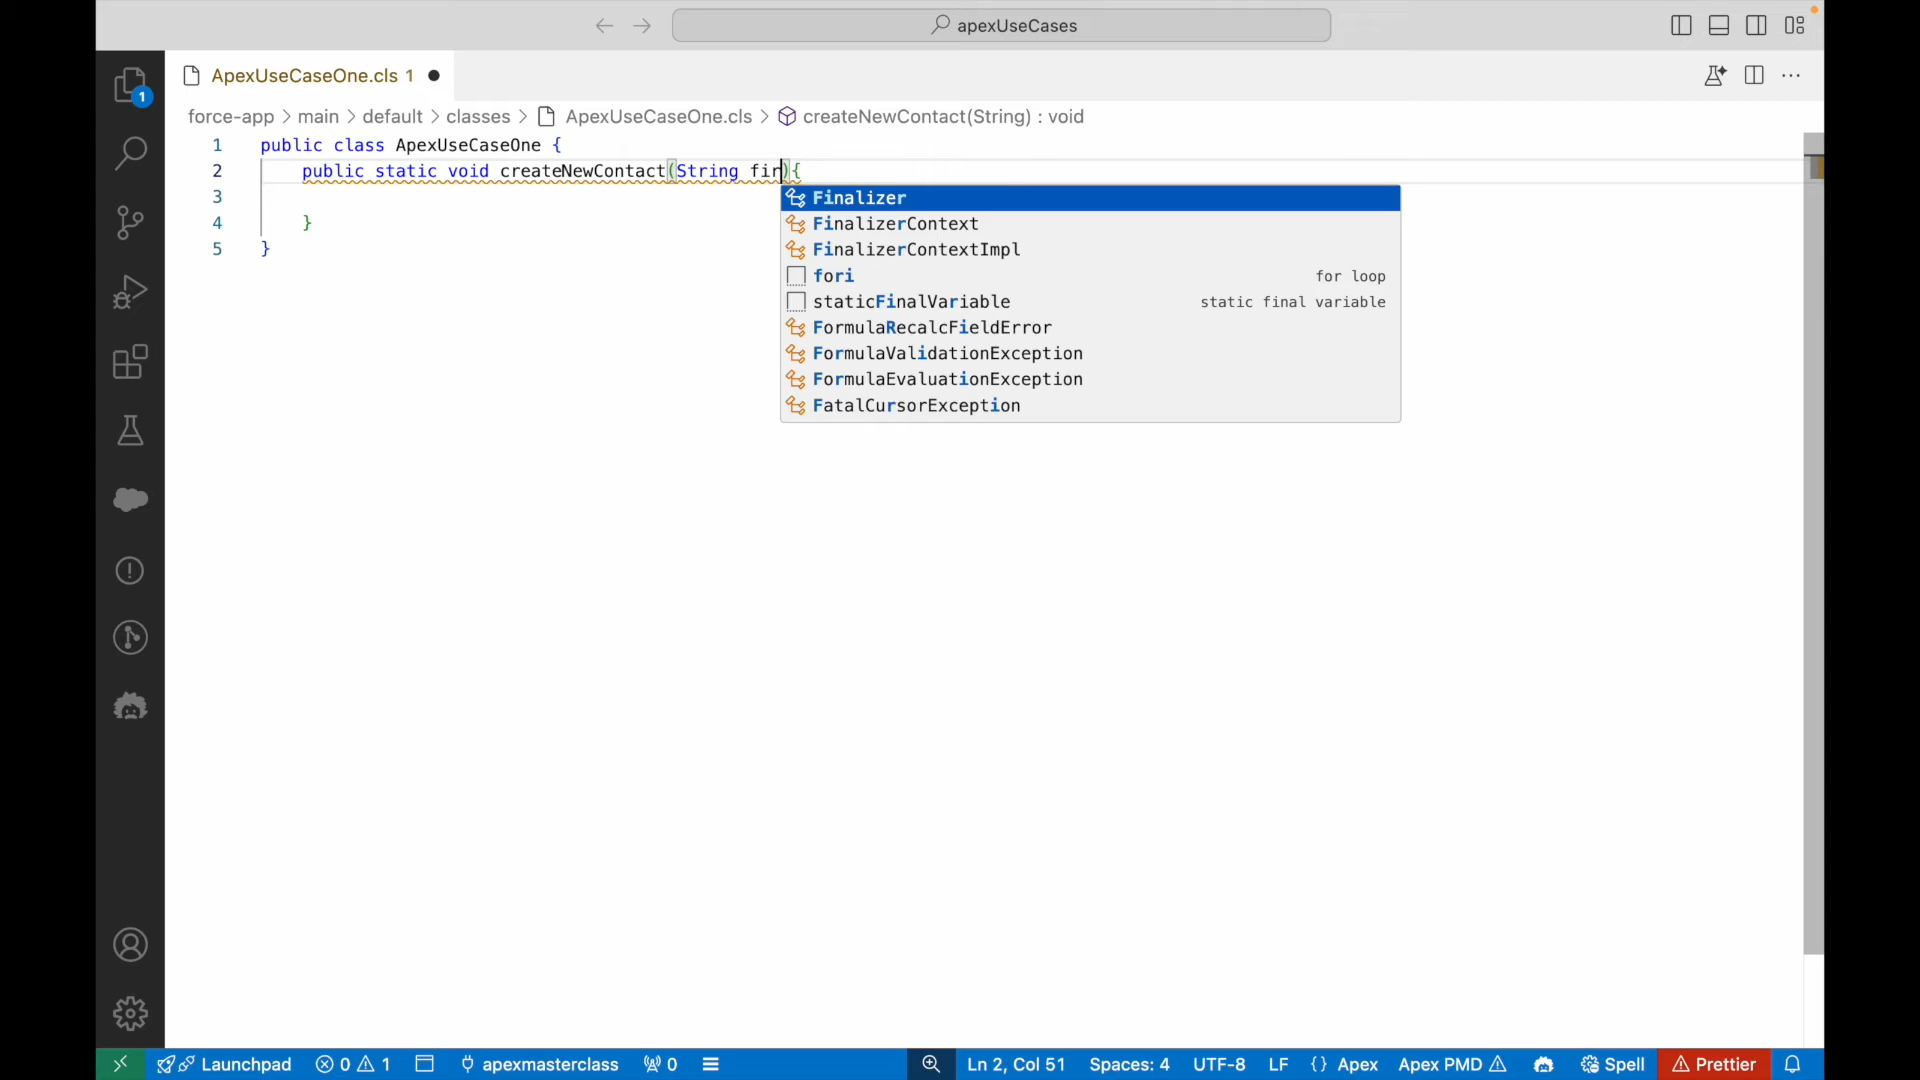 apexUseCases
ApexUseCaseOne.cls 1
force-app > main > default > classes > ApexUseCaseOne.cls > createNewContact(String) : void
1 public class ApexUseCaseOne {
2 public static void createNewContact(String fir){
3
4 }
5 }
Finalizer
FinalizerContext
FinalizerContextImpl
fori for loop
staticFinalVariable static final variable
FormulaRecalcFieldError
FormulaValidationException
FormulaEvaluationException
FatalCursorException
1
Launchpad 0 1 apexmasterclass 0 Ln 2, Col 51 Spaces: 4 UTF-8 LF {} Apex Apex PMD Spell Prettier